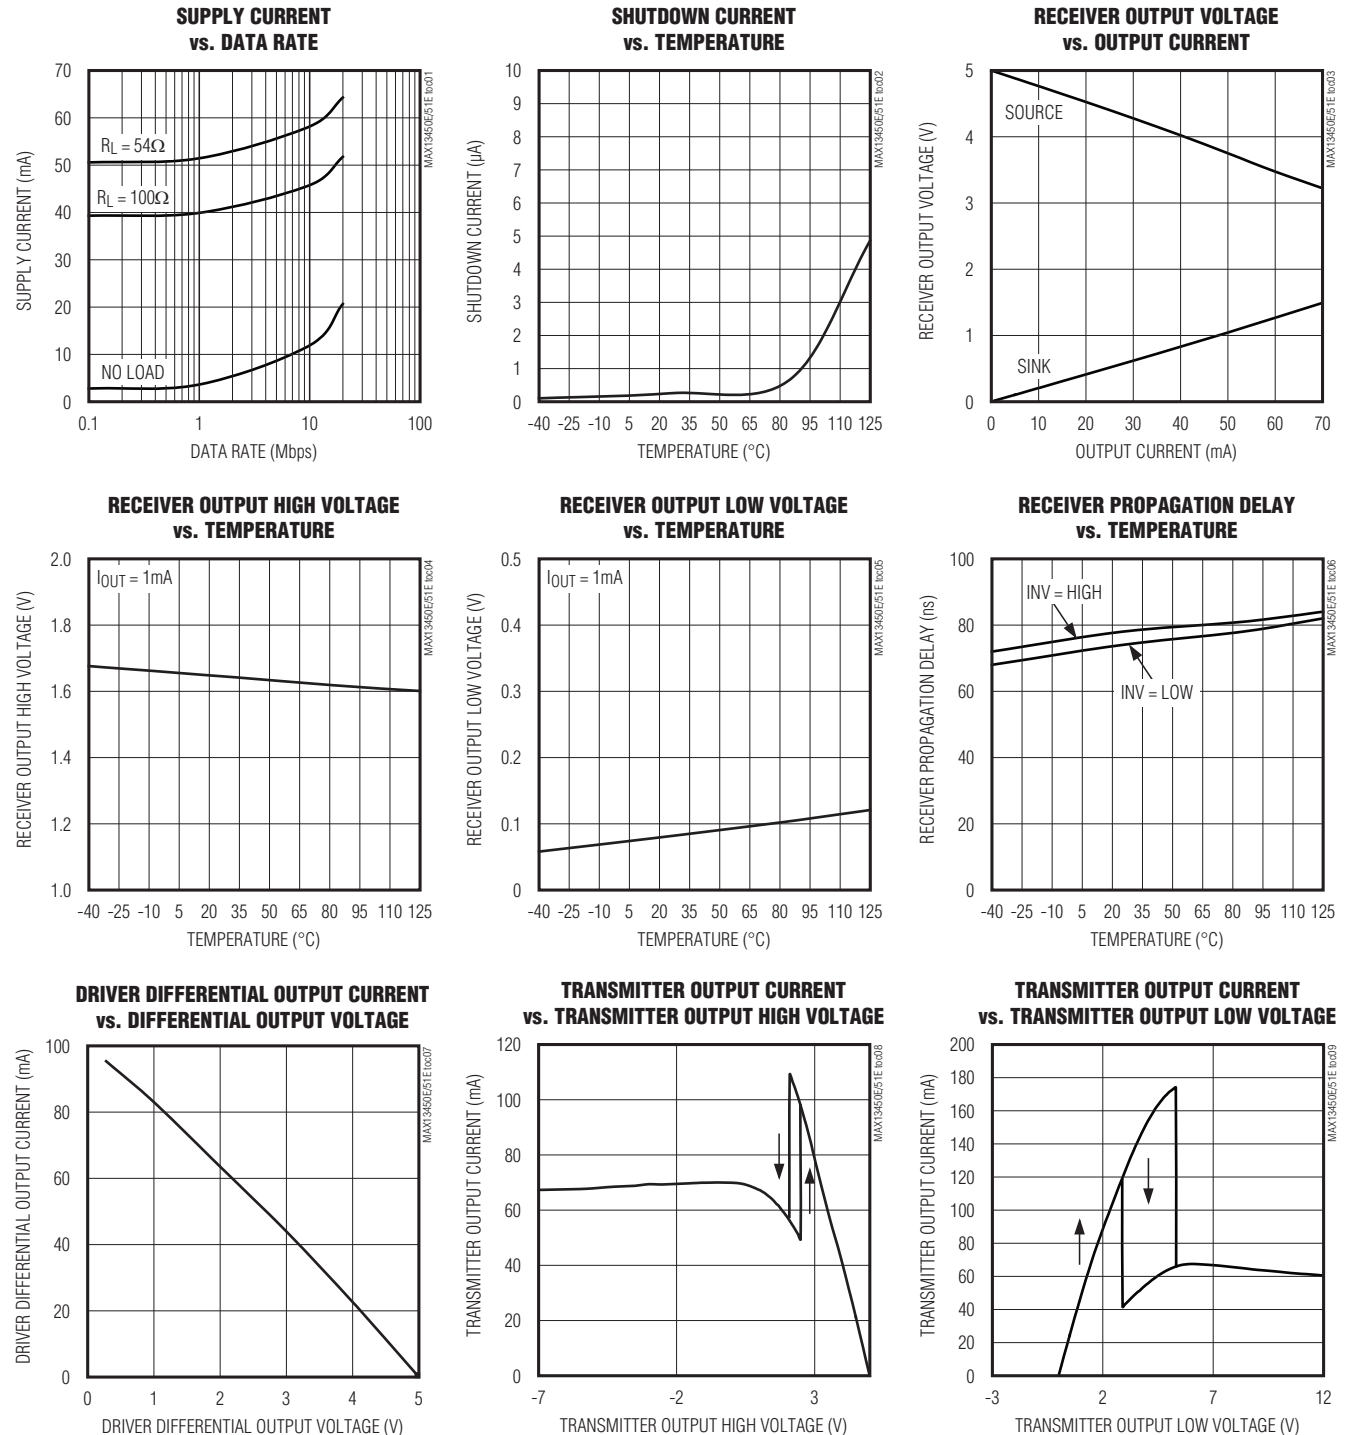 SUPPLY CURRENT
vs. DATA RATE
SUPPLY CURRENT (mA)
70
60
50
40
30
20
10
0
RL = 54Ω
RL = 100Ω
NO LOAD
0.1 1 10 100
DATA RATE (Mbps)
MAX13450E/51E toc01
SHUTDOWN CURRENT
vs. TEMPERATURE
SHUTDOWN CURRENT (µA)
10
9
8
7
6
5
4
3
2
1
0
-40 -25 -10 5 20 35 50 65 80 95 110 125
TEMPERATURE (°C)
MAX13450E/51E toc02
RECEIVER OUTPUT VOLTAGE
vs. OUTPUT CURRENT
RECEIVER OUTPUT VOLTAGE (V)
5
4
3
2
1
0
SOURCE
SINK
0 10 20 30 40 50 60 70
OUTPUT CURRENT (mA)
MAX13450E/51E toc03
RECEIVER OUTPUT HIGH VOLTAGE
vs. TEMPERATURE
RECEIVER OUTPUT HIGH VOLTAGE (V)
2.0
1.8
1.6
1.4
1.2
1.0
IOUT = 1mA
-40 -25 -10 5 20 35 50 65 80 95 110 125
TEMPERATURE (°C)
MAX13450E/51E toc04
RECEIVER OUTPUT LOW VOLTAGE
vs. TEMPERATURE
RECEIVER OUTPUT LOW VOLTAGE (V)
0.5
0.4
0.3
0.2
0.1
0
IOUT = 1mA
-40 -25 -10 5 20 35 50 65 80 95 110 125
TEMPERATURE (°C)
MAX13450E/51E toc05
RECEIVER PROPAGATION DELAY
vs. TEMPERATURE
RECEIVER PROPAGATION DELAY (ns)
100
80
60
40
20
0
INV = HIGH
INV = LOW
-40 -25 -10 5 20 35 50 65 80 95 110 125
TEMPERATURE (°C)
MAX13450E/51E toc06
DRIVER DIFFERENTIAL OUTPUT CURRENT
vs. DIFFERENTIAL OUTPUT VOLTAGE
DRIVER DIFFERENTIAL OUTPUT CURRENT (mA)
100
80
60
40
20
0
0 1 2 3 4 5
DRIVER DIFFERENTIAL OUTPUT VOLTAGE (V)
MAX13450E/51E toc07
TRANSMITTER OUTPUT CURRENT
vs. TRANSMITTER OUTPUT HIGH VOLTAGE
TRANSMITTER OUTPUT CURRENT (mA)
120
100
80
60
40
20
0
-7 -2 3
TRANSMITTER OUTPUT HIGH VOLTAGE (V)
MAX13450E/51E toc08
TRANSMITTER OUTPUT CURRENT
vs. TRANSMITTER OUTPUT LOW VOLTAGE
TRANSMITTER OUTPUT CURRENT (mA)
200
180
160
140
120
100
80
60
40
20
0
-3 2 7 12
TRANSMITTER OUTPUT LOW VOLTAGE (V)
MAX13450E/51E toc09